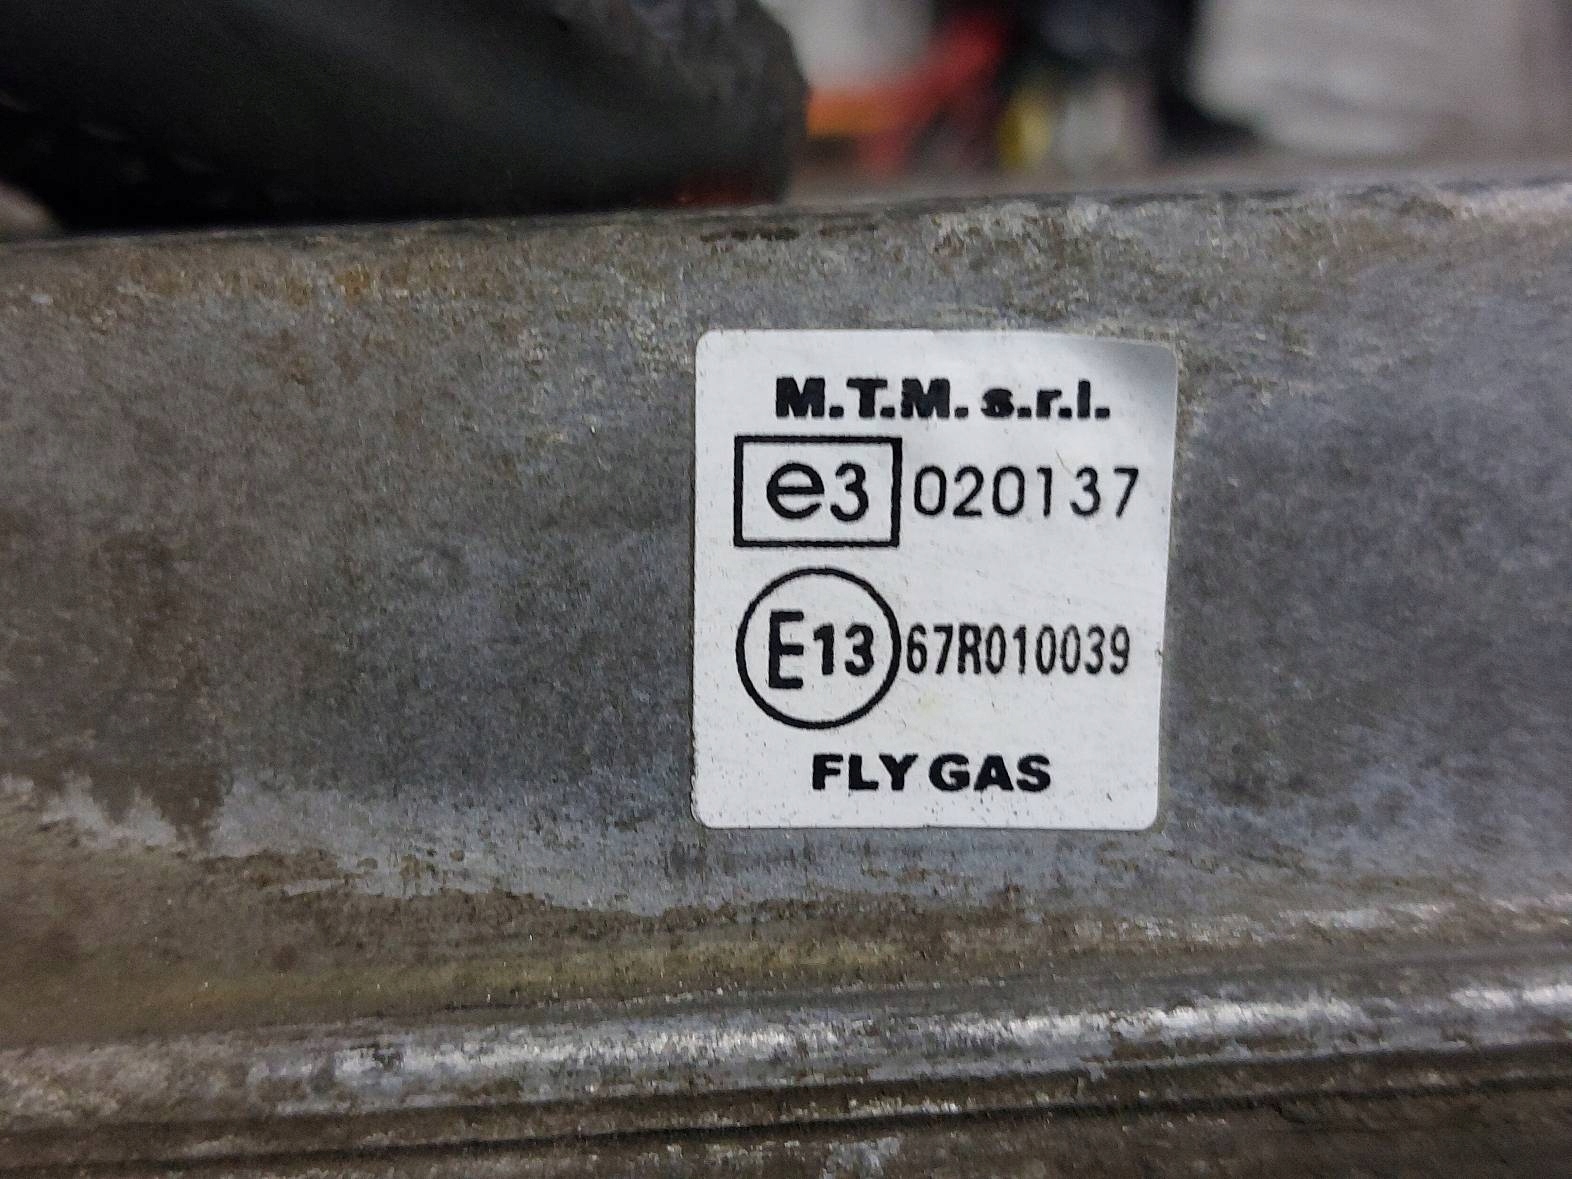 M.T.M. s.r.l.
e3 020137
E13 67R010039
FLY GAS